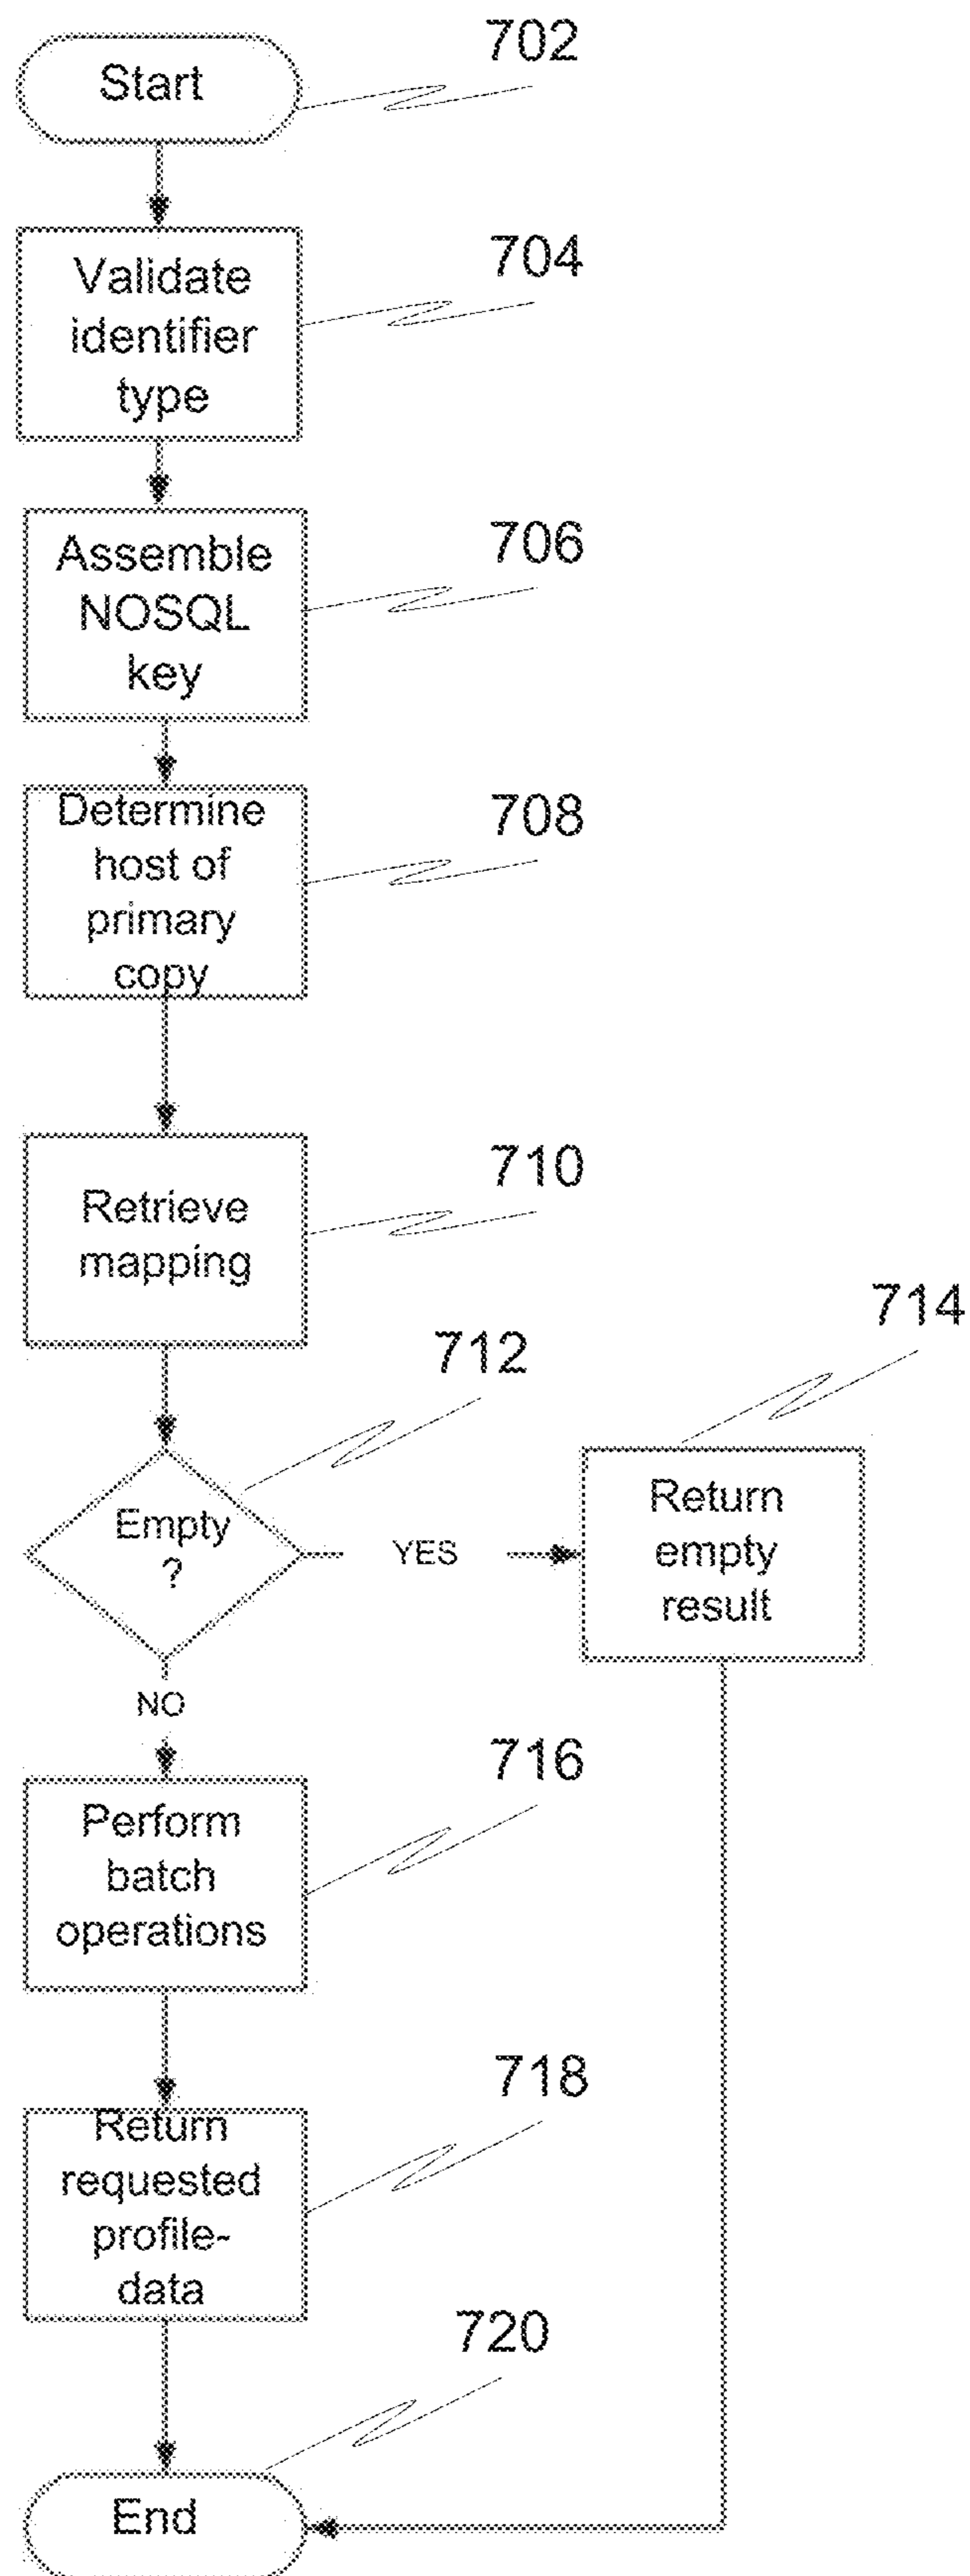 702
Start
704
Validate
identifier
type
706
Assemble
NOSQL
key
708
Determine
host of
primary
copy
710
Retrieve
mapping
712
714
Empty
?
YES
Return
empty
result
NO
716
Perform
batch
operations
718
Return
requested
profile-
data
720
End